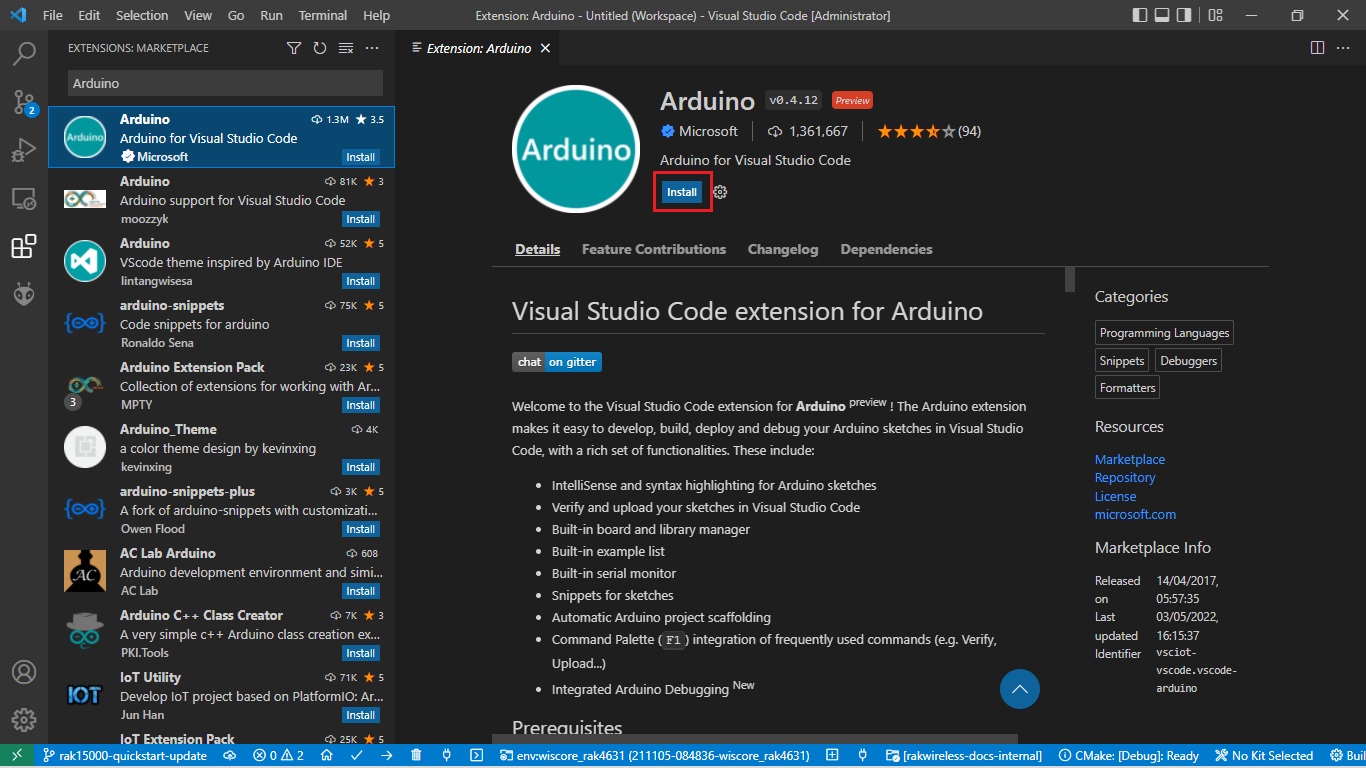 File Edit Selection View Go Run Terminal Help
Extension: Arduino - Untitled (Workspace) - Visual Studio Code [Administrator]
2
EXTENSIONS: MARKETPLACE
Arduino
Arduino
Arduino 1.3M 3.5
Arduino for Visual Studio Code
Microsoft Install
Arduino 81K 3
Arduino support for Visual Studio Code
moozzyk Install
Arduino 52K 5
VScode theme inspired by Arduino IDE
lintangwisesa Install
arduino-snippets 75K 5
Code snippets for arduino
Ronaldo Sena Install
Arduino Extension Pack 23K 5
Collection of extensions for working with Ar...
3
MPTY Install
Arduino_Theme 4K
a color theme design by kevinxing
kevinxing Install
arduino-snippets-plus 3K 5
A fork of arduino-snippets with customizati...
Owen Flood Install
AC Lab Arduino 608
AC
Arduino development environment and simi...
AC Lab Install
Arduino C++ Class Creator 7K 3
A very simple c++ Arduino class creation ex...
PKI.Tools Install
IoT Utility 71K 5
IOT
Develop IoT project based on PlatformIO: Ar...
Jun Han Install
IoT Extension Pack 25K 5
Extension: Arduino
Arduino
Arduino v0.4.12 Preview
Microsoft 1,361,667 (94)
Arduino for Visual Studio Code
Install
Details Feature Contributions Changelog Dependencies
Visual Studio Code extension for Arduino
chat on gitter
Welcome to the Visual Studio Code extension for Arduino preview ! The Arduino extension
makes it easy to develop, build, deploy and debug your Arduino sketches in Visual Studio
Code, with a rich set of functionalities. These include:
• IntelliSense and syntax highlighting for Arduino sketches
• Verify and upload your sketches in Visual Studio Code
• Built-in board and library manager
• Built-in example list
• Built-in serial monitor
• Snippets for sketches
• Automatic Arduino project scaffolding
• Command Palette (F1) integration of frequently used commands (e.g. Verify,
Upload...)
• Integrated Arduino Debugging New
Prerequisites
Categories
Programming Languages
Snippets Debuggers
Formatters
Resources
Marketplace
Repository
License
microsoft.com
Marketplace Info
Released 14/04/2017,
on 05:57:35
Last 03/05/2022,
updated 16:15:37
Identifier vsciot-
vscode.vscode-
arduino
rak15000-quickstart-update 0 2 env:wiscore_rak4631 (211105-084836-wiscore_rak4631) [rakwireless-docs-internal] CMake: [Debug]: Ready No Kit Selected Bui